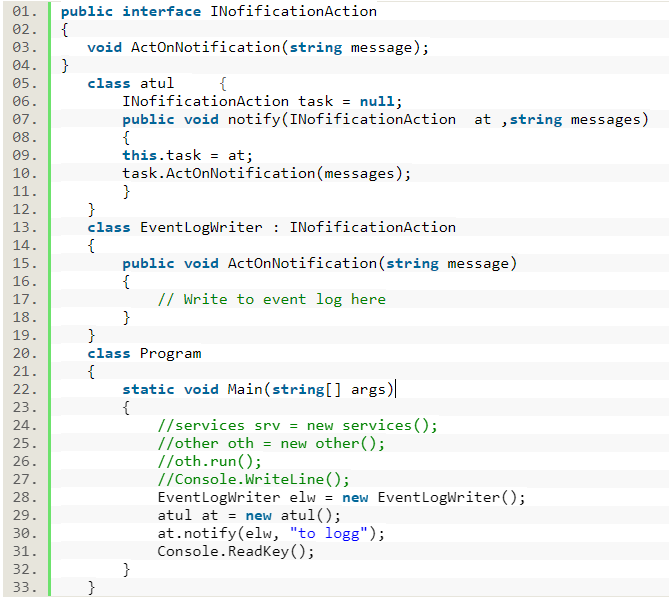 01. public interface INofificationAction
02. {
03. void ActOnNotification(string message);
04. }
05. class atul {
06. INofificationAction task = null;
07. public void notify(INofificationAction at ,string messages)
08. {
09. this.task = at;
10. task.ActOnNotification(messages);
11. }
12. }
13. class EventLogWriter : INofificationAction
14. {
15. public void ActOnNotification(string message)
16. {
17. // Write to event log here
18. }
19. }
20. class Program
21. {
22. static void Main(string[] args)
23. {
24. //services srv = new services();
25. //other oth = new other();
26. //oth.run();
27. //Console.WriteLine();
28. EventLogWriter elw = new EventLogWriter();
29. atul at = new atul();
30. at.notify(elw, "to logg");
31. Console.ReadKey();
32. }
33. }